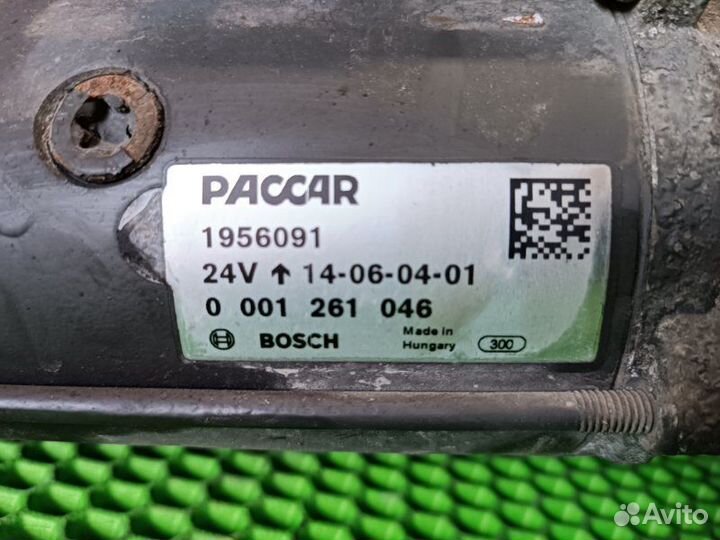 PACCAR
1956091
24V ↑ 14-06-04-01
0 001 261 046
BOSCH Made in Hungary 300
Avito